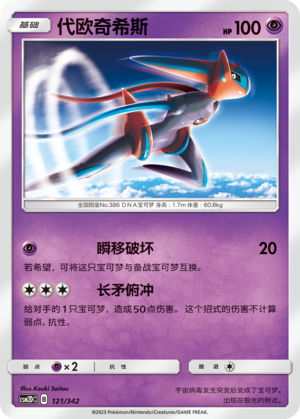 基础 代欧奇希斯 HP 100
全国图鉴No.386 DNA宝可梦 身高：1.7m 体重：60.8kg
瞬移破坏 20
若希望，可将这只宝可梦与备战宝可梦互换。
长矛俯冲
给对手的1只宝可梦，造成50点伤害。这个招式的伤害不计算
弱点、抗性。
弱点 ×2 抗性 撤退
Illus.Kouki Saitou
CSM2DC B 121/342
宇宙病毒发生突变后变成了宝可梦。
出现在极光的附近。
©2023 Pokémon/Nintendo/Creatures/GAME FREAK.